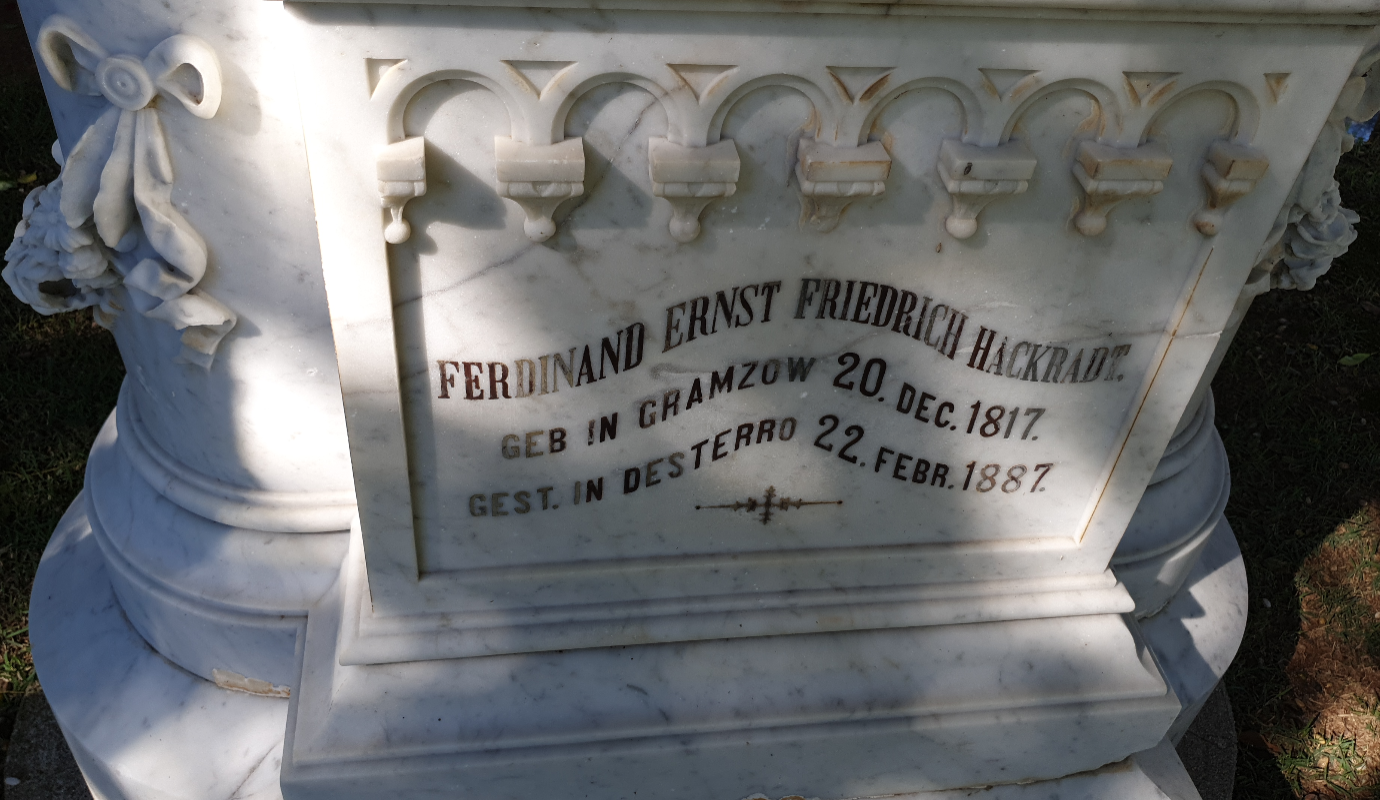 FERDINAND ERNST FRIEDRICH HACKRADT.
GEB IN GRAMZOW 20. DEC. 1817.
GEST. IN DESTERRO 22. FEBR. 1887.